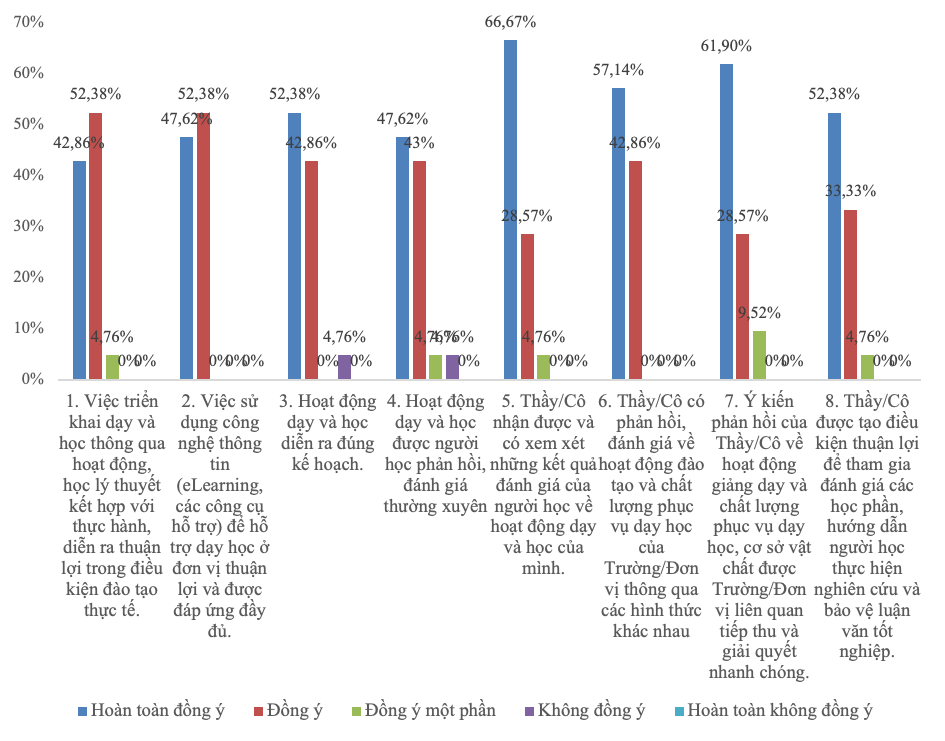 70%
60%
50%
40%
30%
20%
10%
0%
42,86%
52,38%
4,76%
0%
0%
47,62%
52,38%
0%
0%
0%
52,38%
42,86%
0%
4,76%
0%
47,62%
43%
4,76%
4,76%
0%
66,67%
28,57%
4,76%
0%
0%
57,14%
42,86%
0%
0%
0%
61,90%
28,57%
9,52%
0%
0%
52,38%
33,33%
4,76%
0%
0%
1. Việc triển
khai dạy và
học thông qua
hoạt động,
học lý thuyết
kết hợp với
thực hành,
diễn ra thuận
lợi trong điều
kiện đào tạo
thực tế.
2. Việc sử
dụng công
nghệ thông
tin
(eLearning,
các công cụ
hỗ trợ) để hỗ
trợ dạy học ở
đơn vị thuận
lợi và được
đáp ứng đầy
đủ.
3. Hoạt động
dạy và học
diễn ra đúng
kế hoạch.
4. Hoạt động
dạy và học
được người
học phản hồi,
đánh giá
thường xuyên
5. Thầy/Cô
nhận được và
có xem xét
những kết quả
đánh giá của
người học về
hoạt động dạy
và học của
mình.
6. Thầy/Cô có
phản hồi,
đánh giá về
hoạt động đào
tạo và chất
lượng phục
vụ dạy học
của
Trường/Đơn
vị thông qua
các hình thức
khác nhau
7. Ý kiến
phản hồi của
Thầy/Cô về
hoạt động
giảng dạy và
chất lượng
phục vụ dạy
học, cơ sở vật
chất được
Trường/Đơn
vị liên quan
tiếp thu và
giải quyết
nhanh chóng.
8. Thầy/Cô
được tạo điều
kiện thuận lợi
để tham gia
đánh giá các
học phần,
hướng dẫn
người học
thực hiện
nghiên cứu và
bảo vệ luận
văn tốt
nghiệp.
Hoàn toàn đồng ý
Đồng ý
Đồng ý một phần
Không đồng ý
Hoàn toàn không đồng ý